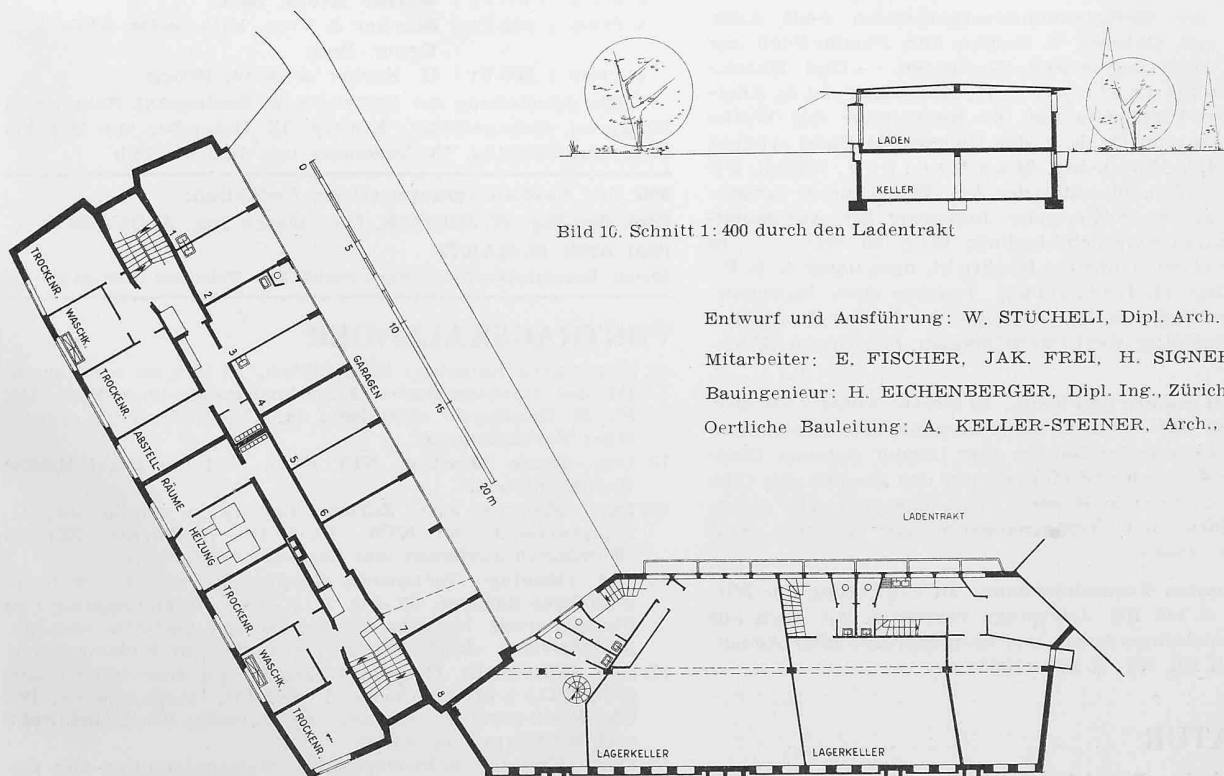 LADEN
KELLER
Bild 16. Schnitt 1:400 durch den Ladentrakt
Entwurf und Ausführung: W. STÜCHELI, Dipl. Arch.
Mitarbeiter: E. FISCHER, JAK. FREI, H. SIGNER
Bauingenieur: H. EICHENBERGER, Dipl. Ing., Zürich
Oertliche Bauleitung: A. KELLER-STEINER, Arch.,
TROCKENR.
WASCHK.
TROCKENR.
ABSTELL-
RÄUME
HEIZUNG
TROCKENR.
WASCHK.
TROCKENR.
1
2
3
4
5
6
7
8
GARAGEN
0
5
10
15
20 m
LADENTRAKT
LAGERKELLER
LAGERKELLER
ATUR